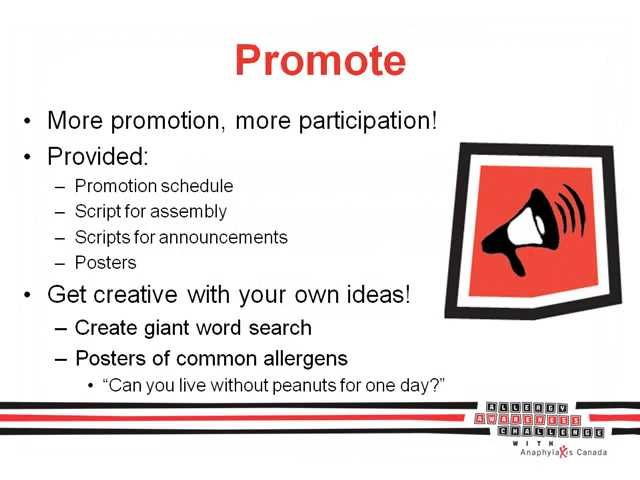 Promote
• More promotion, more participation!
• Provided:
– Promotion schedule
– Script for assembly
– Scripts for announcements
– Posters
• Get creative with your own ideas!
– Create giant word search
– Posters of common allergens
• “Can you live without peanuts for one day?”
ALLERGY
AWARENESS
CHALLENGE
WITH
Anaphylaxis Canada